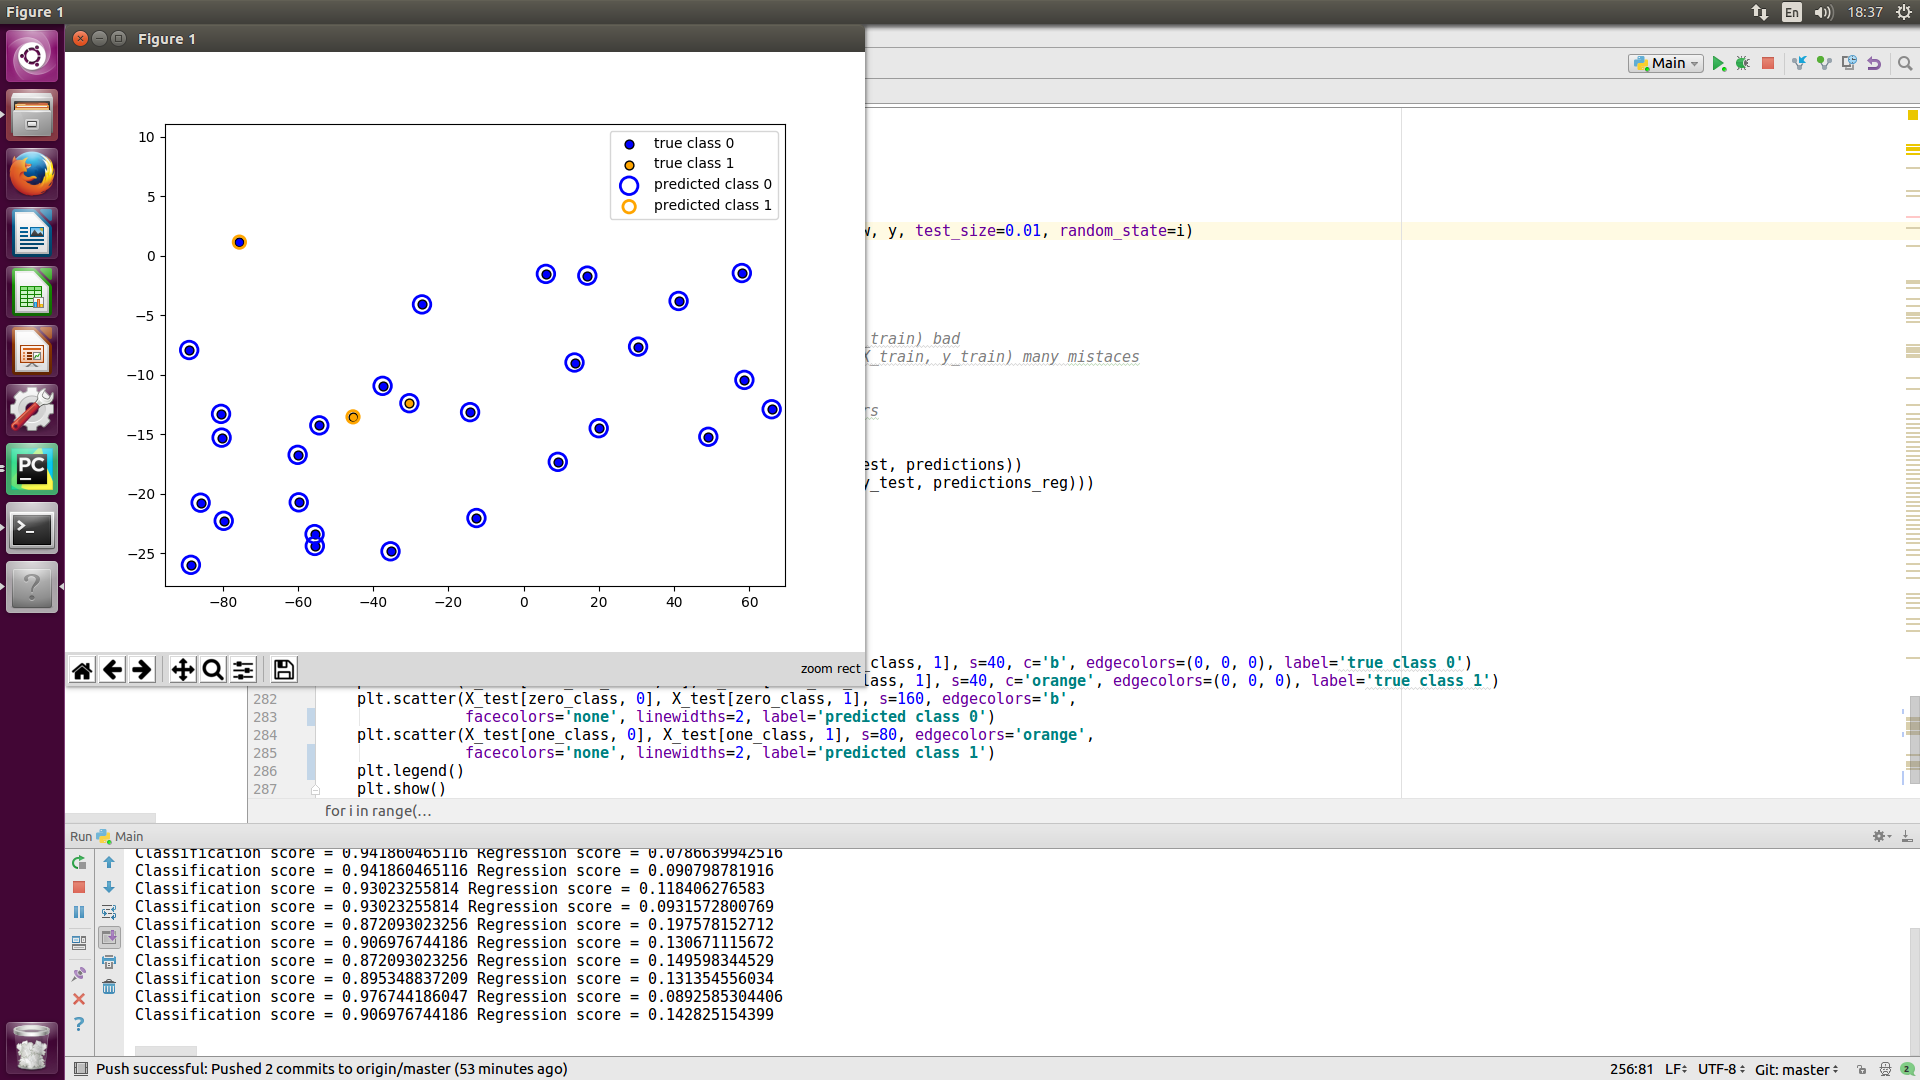 Figure 1
En
18:37
Figure 1
Main
10
5
0
−5
−10
−15
−20
−25
−80
−60
−40
−20
0
20
40
60
true class 0
true class 1
predicted class 0
predicted class 1
zoom rect
, y, test_size=0.01, random_state=i)
_train) bad
X_train, y_train) many mistaces
rs
est, predictions))
y_test, predictions_reg)))
_class, 1], s=40, c='b', edgecolors=(0, 0, 0), label='true class 0')
lass, 1], s=40, c='orange', edgecolors=(0, 0, 0), label='true class 1')
282 plt.scatter(X_test[zero_class, 0], X_test[zero_class, 1], s=160, edgecolors='b',
283 facecolors='none', linewidths=2, label='predicted class 0')
284 plt.scatter(X_test[one_class, 0], X_test[one_class, 1], s=80, edgecolors='orange',
285 facecolors='none', linewidths=2, label='predicted class 1')
286 plt.legend()
287 plt.show()
for i in range(...
Run Main
Classification score = 0.941860465116 Regression score = 0.0786639942516
Classification score = 0.941860465116 Regression score = 0.090798781916
Classification score = 0.93023255814 Regression score = 0.118406276583
Classification score = 0.93023255814 Regression score = 0.0931572800769
Classification score = 0.872093023256 Regression score = 0.197578152712
Classification score = 0.906976744186 Regression score = 0.130671115672
Classification score = 0.872093023256 Regression score = 0.149598344529
Classification score = 0.895348837209 Regression score = 0.131354556034
Classification score = 0.976744186047 Regression score = 0.0892585304406
Classification score = 0.906976744186 Regression score = 0.142825154399
PC
Push successful: Pushed 2 commits to origin/master (53 minutes ago)
256:81 LF UTF-8 Git: master 2